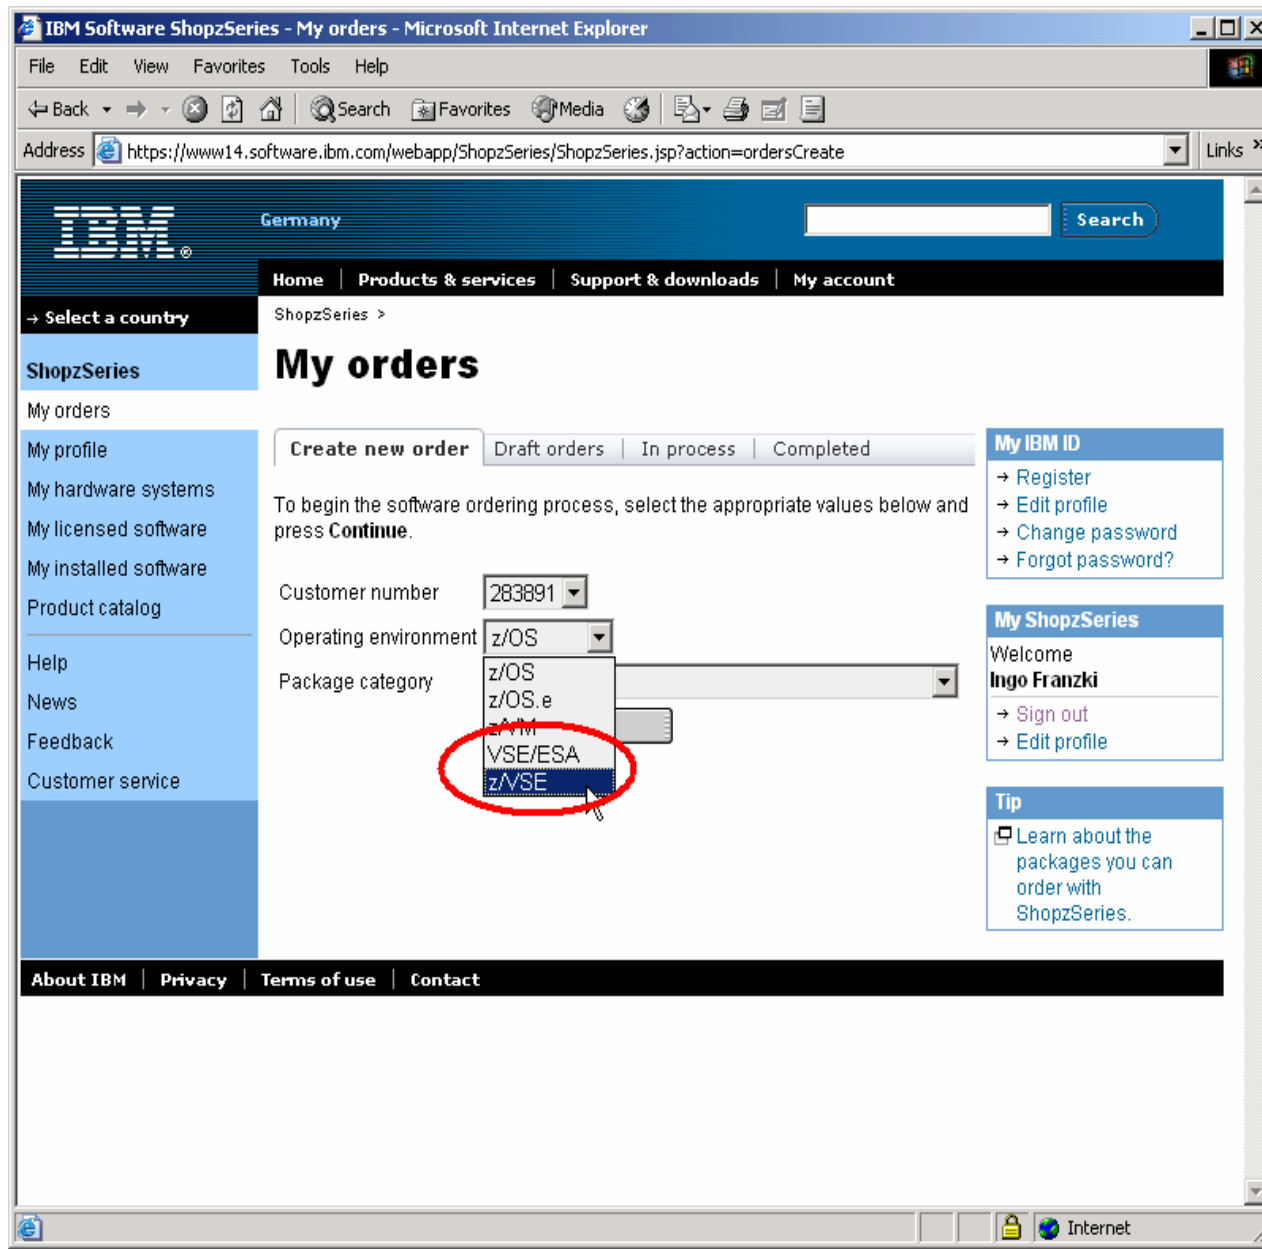 IBM Software ShopzSeries - My orders - Microsoft Internet Explorer
File Edit View Favorites Tools Help
Back Search Favorites Media
Address https://www14.software.ibm.com/webapp/ShopzSeries/ShopzSeries.jsp?action=ordersCreate Links »
IBM®
Germany
Search
Home | Products & services | Support & downloads | My account
→ Select a country
ShopzSeries >
ShopzSeries
My orders
My profile
My hardware systems
My licensed software
My installed software
Product catalog
Help
News
Feedback
Customer service
My orders
Create new order
Draft orders | In process | Completed
To begin the software ordering process, select the appropriate values below and
press Continue.
Customer number 283891
Operating environment z/OS
Package category
z/OS
z/OS.e
z/VM
VSE/ESA
z/VSE
My IBM ID
→ Register
→ Edit profile
→ Change password
→ Forgot password?
My ShopzSeries
Welcome
Ingo Franzki
→ Sign out
→ Edit profile
Tip
Learn about the
packages you can
order with
ShopzSeries.
About IBM | Privacy | Terms of use | Contact
Internet